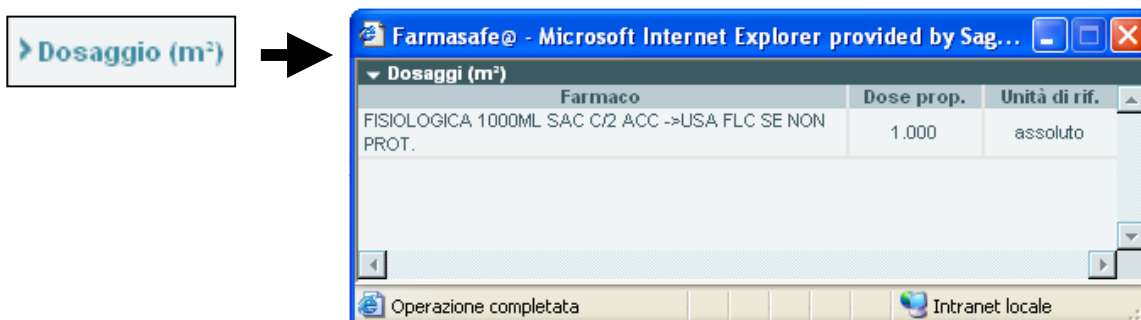 Dosaggio (m²)
Farmasafe@ - Microsoft Internet Explorer provided by Sag...
Dosaggi (m²)
Farmaco Dose prop. Unità di rif.
FISIOLOGICA 1000ML SAC C/2 ACC ->USA FLC SE NON
PROT.
1.000 assoluto
Operazione completata Intranet locale